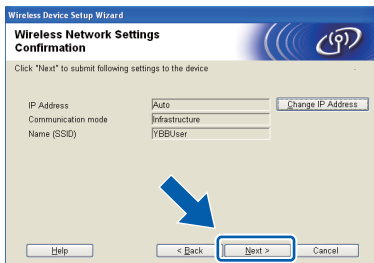 Wireless Device Setup Wizard
Wireless Network Settings
Confirmation
Click "Next" to submit following settings to the device
IP Address Auto Change IP Address
Communication mode Infrastructure
Name (SSID) YBBUser
Help < Back Next > Cancel